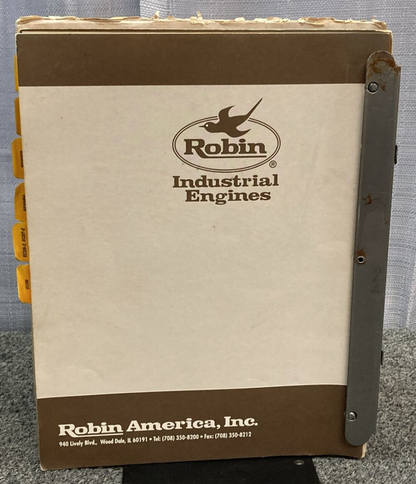 Robin
®
Industrial
Engines
Robin America, Inc.
940 Lively Blvd., Wood Dale, IL 60191 • Tel: (708) 350-8200 • Fax: (708) 350-8212